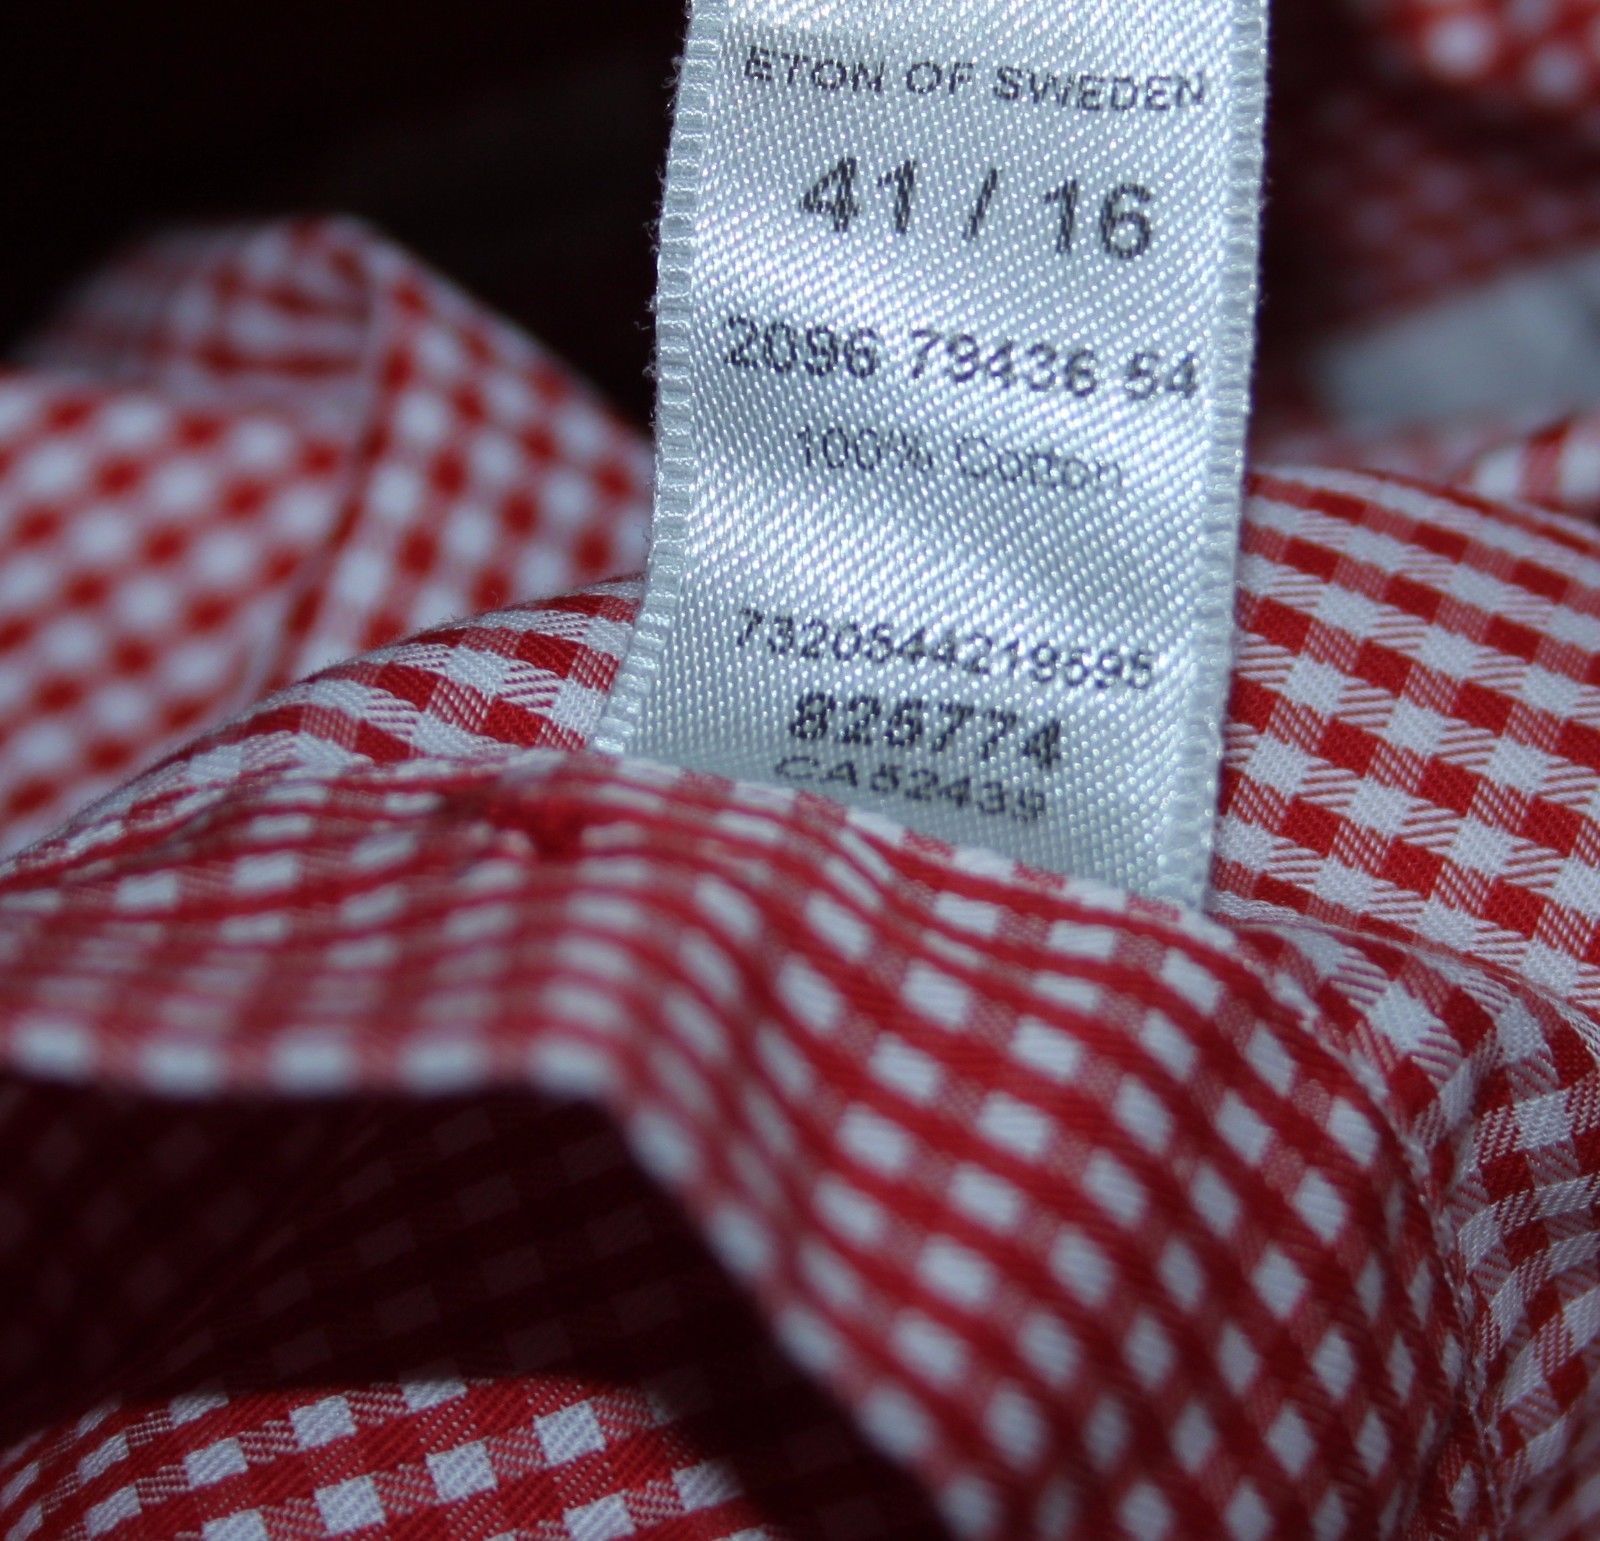 ETON OF SWEDEN
41 / 16
2096 79436 54
100% Cotton
7320544219595
825774
CA52439